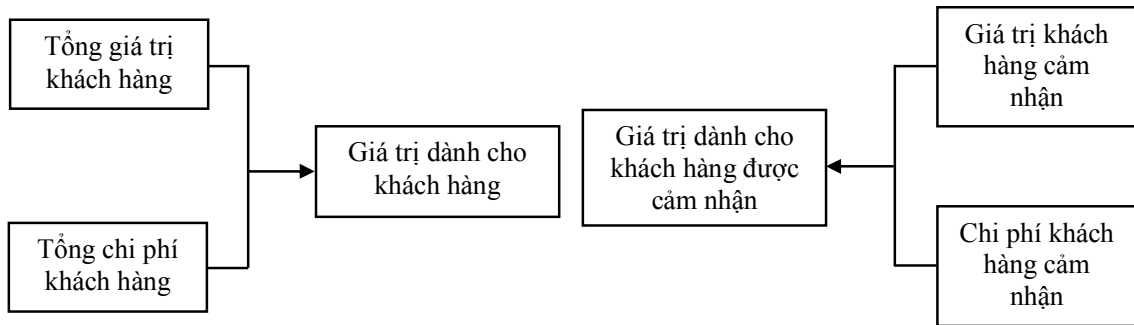 Tổng giá trị
khách hàng
Tổng chi phí
khách hàng
Giá trị dành cho
khách hàng
Giá trị dành cho
khách hàng được
cảm nhận
Giá trị khách
hàng cảm
nhận
Chi phí khách
hàng cảm
nhận